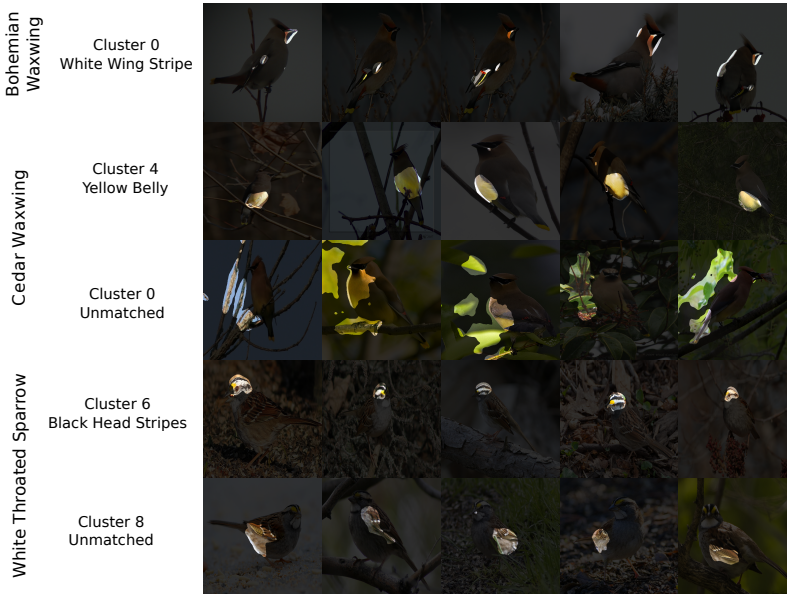 Bohemian
Waxwing
Cluster 0
White Wing Stripe
Cedar Waxwing
Cluster 4
Yellow Belly
Cluster 0
Unmatched
White Throated Sparrow
Cluster 6
Black Head Stripes
Cluster 8
Unmatched